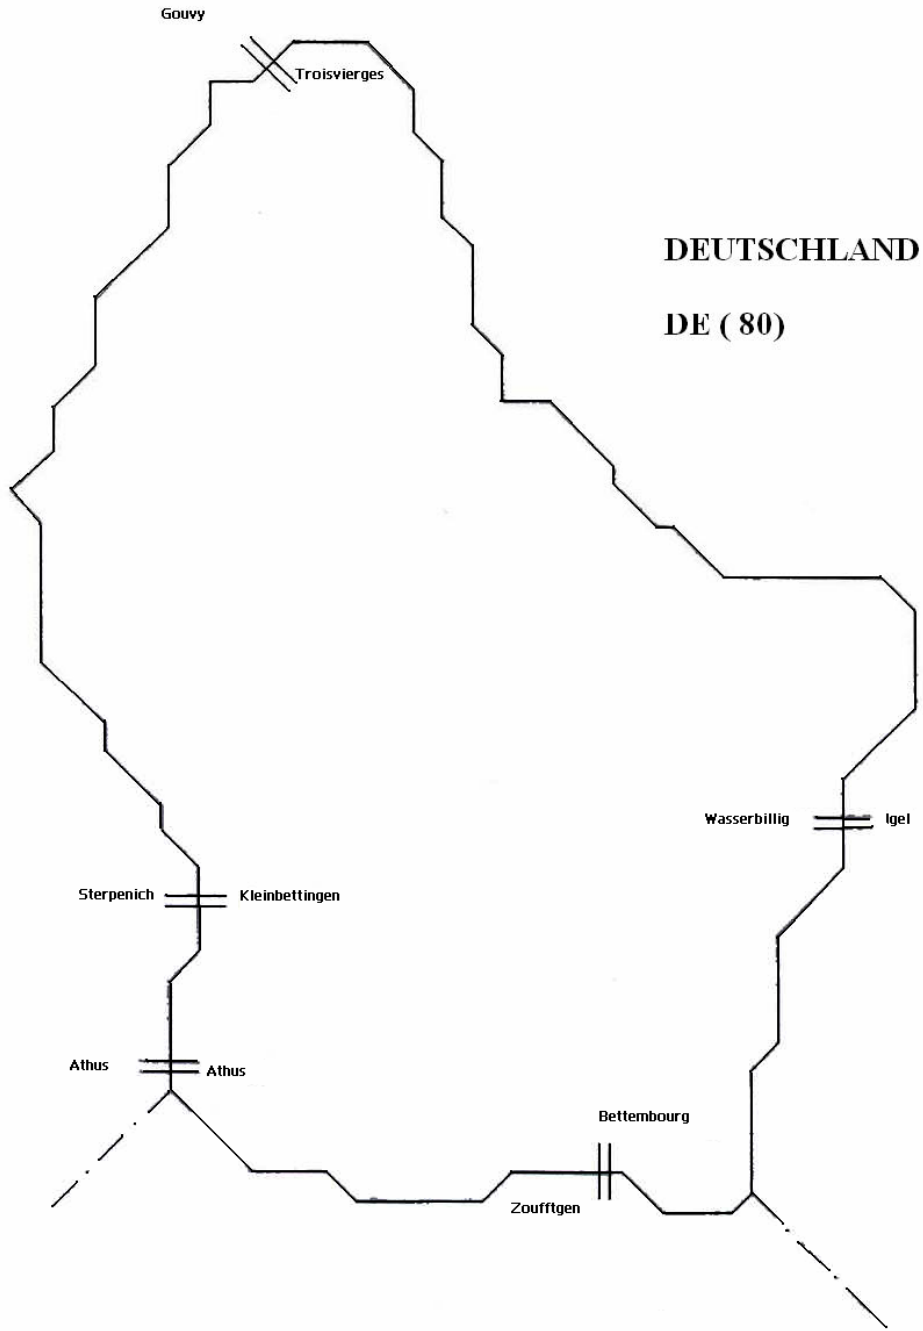 Gouvy
Troisvierges
DEUTSCHLAND
DE ( 80)
Wasserbillig
Igel
Sterpenich
Kleinbettingen
Athus
Athus
Bettembourg
Zoufftgen